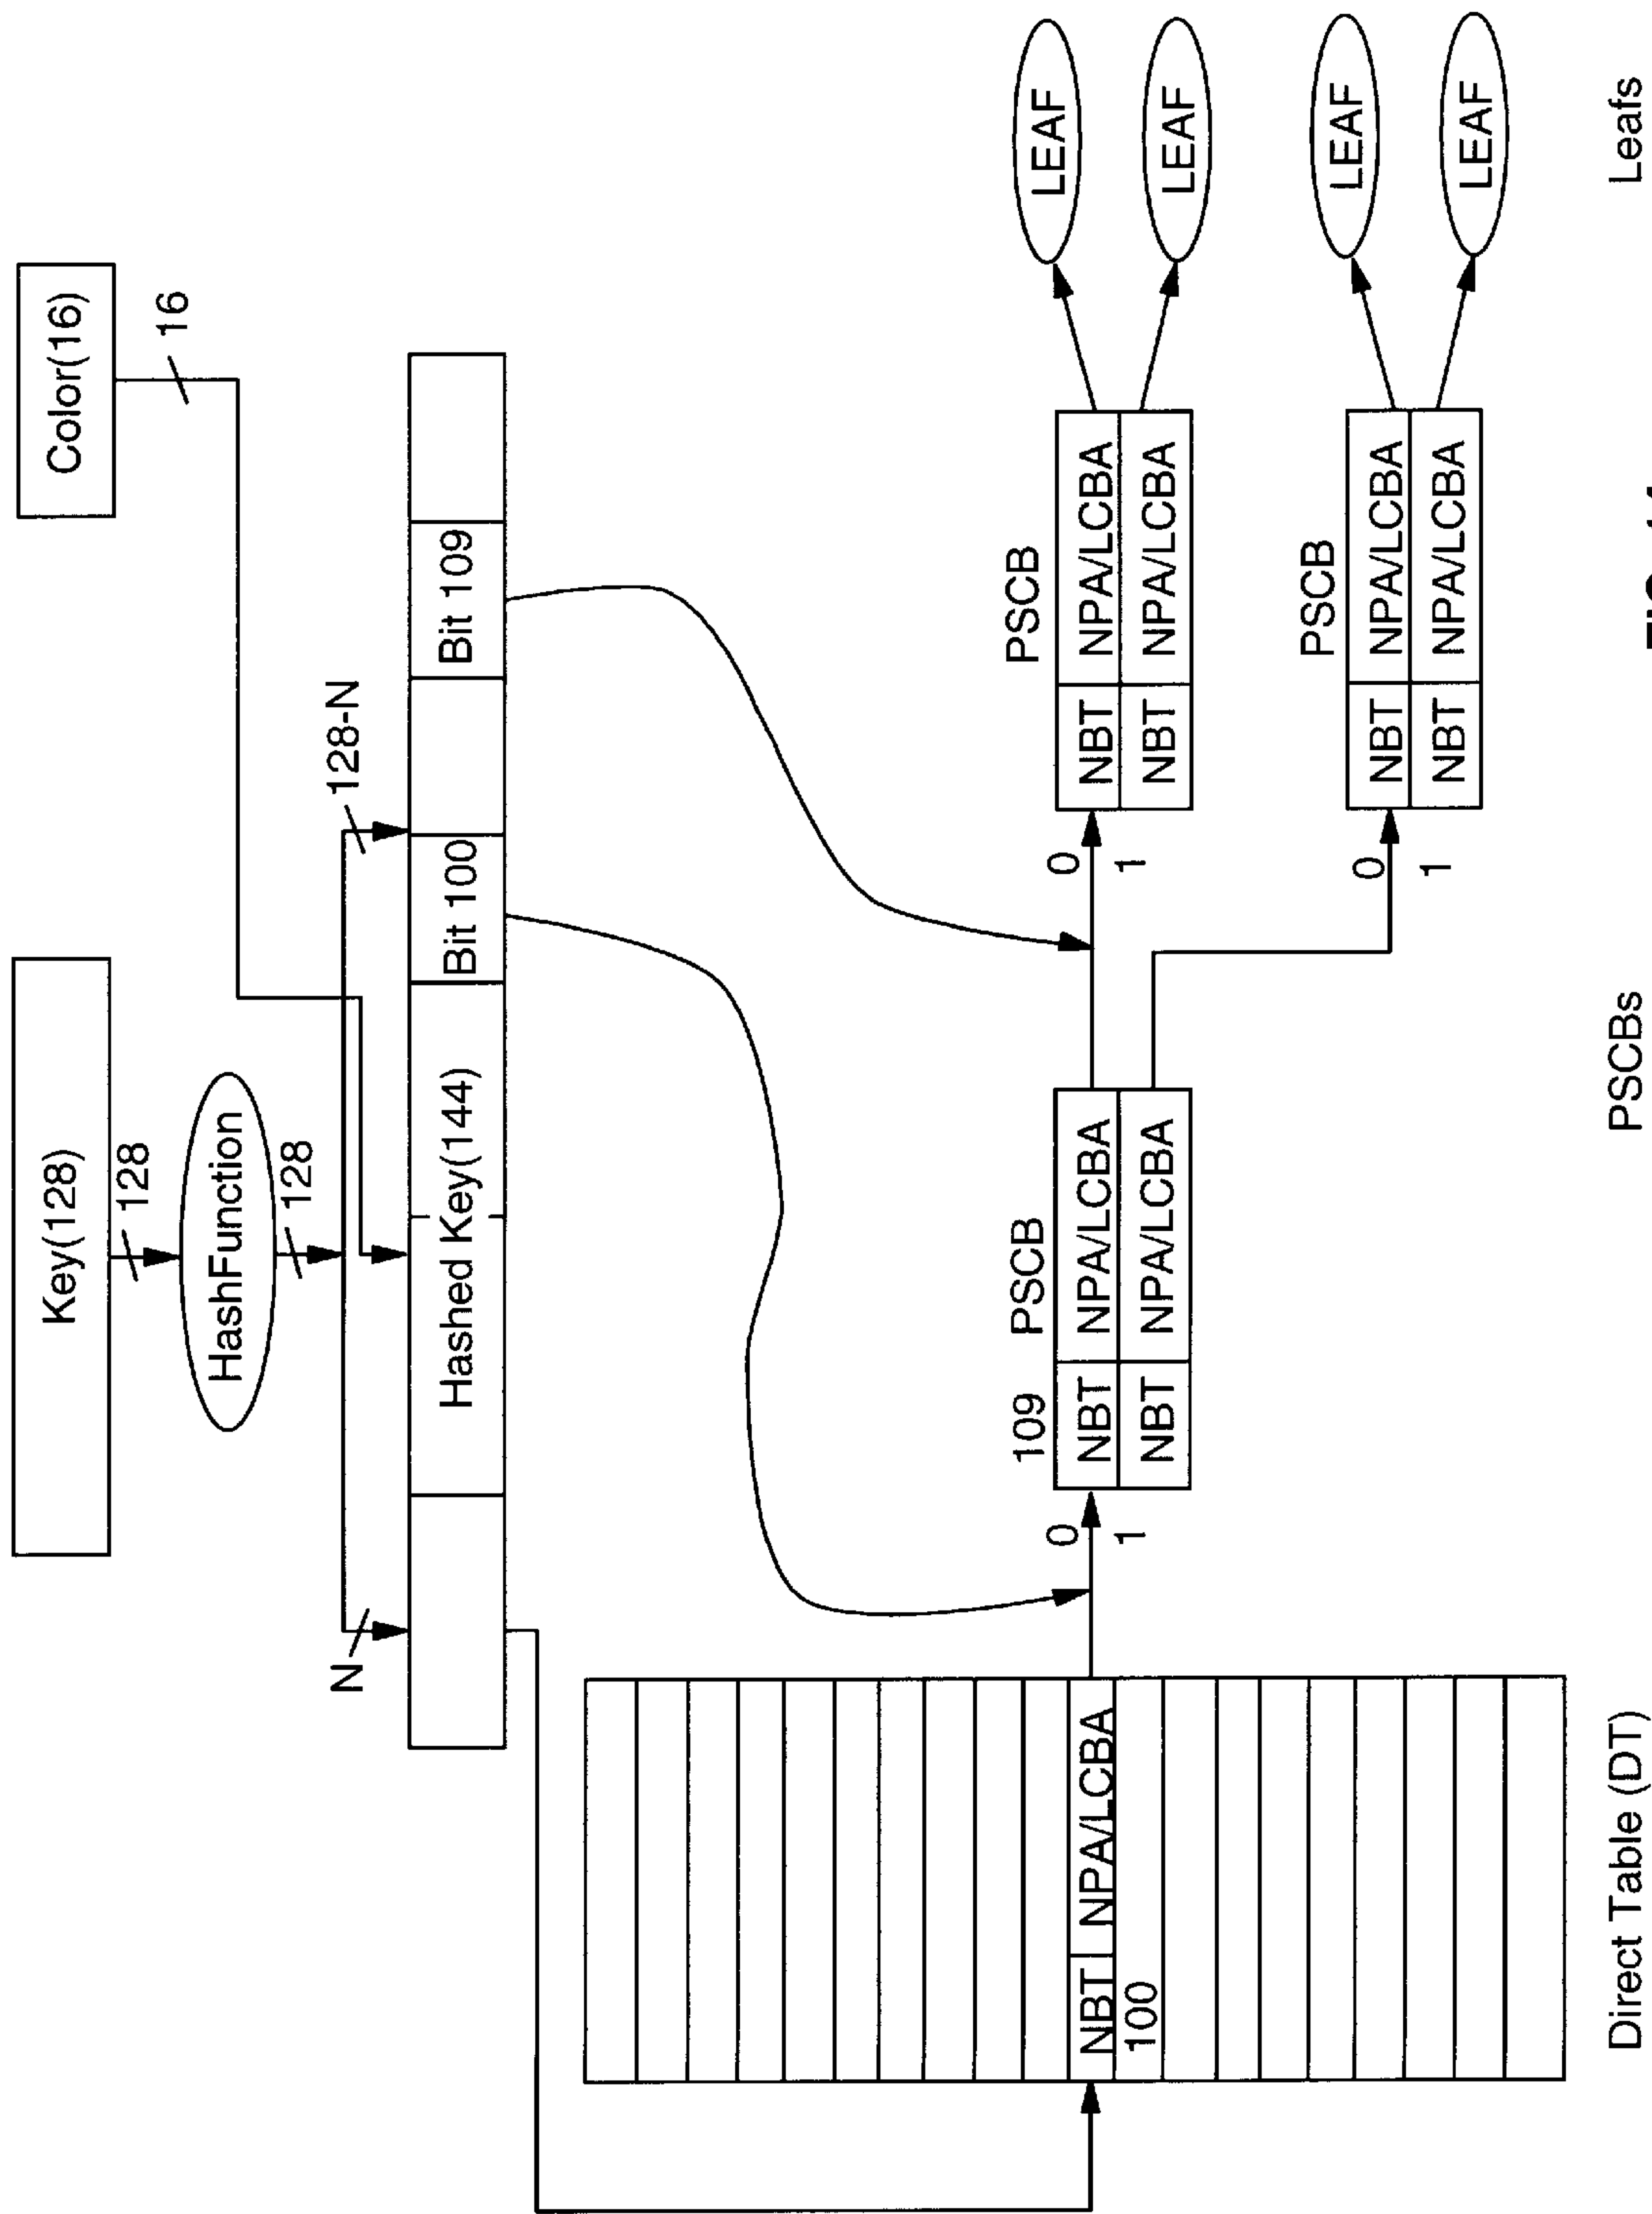 Key(128)
Color(16)
128
16
HashFunction
128
N
128-N
Hashed Key(144)
Bit 100
Bit 109
NBT NPA/LCBA
100
0
1
109 PSCB
NBT NPA/LCBA
NBT NPA/LCBA
0
1
PSCB
NBT NPA/LCBA
NBT NPA/LCBA
LEAF
LEAF
0
1
PSCB
NBT NPA/LCBA
NBT NPA/LCBA
LEAF
LEAF
Direct Table (DT)
PSCBs
Leafs